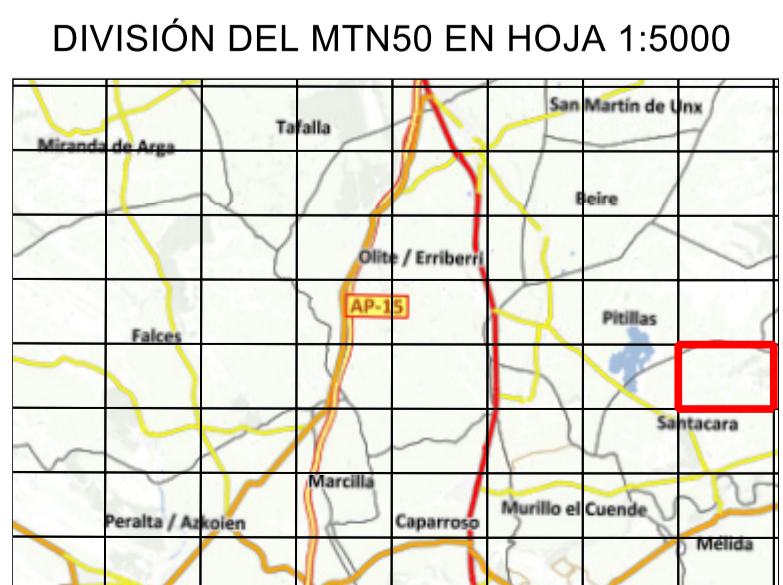 DIVISIÓN DEL MTN50 EN HOJA 1:5000
San Martín de Unx
Tafalla
Miranda de Arga
Beire
Olite / Erriberri
AP-15
Pitillas
Falces
Santacara
Marcilla
Murillo el Cuende
Peralta / Azkoien
Caparroso
Mélida